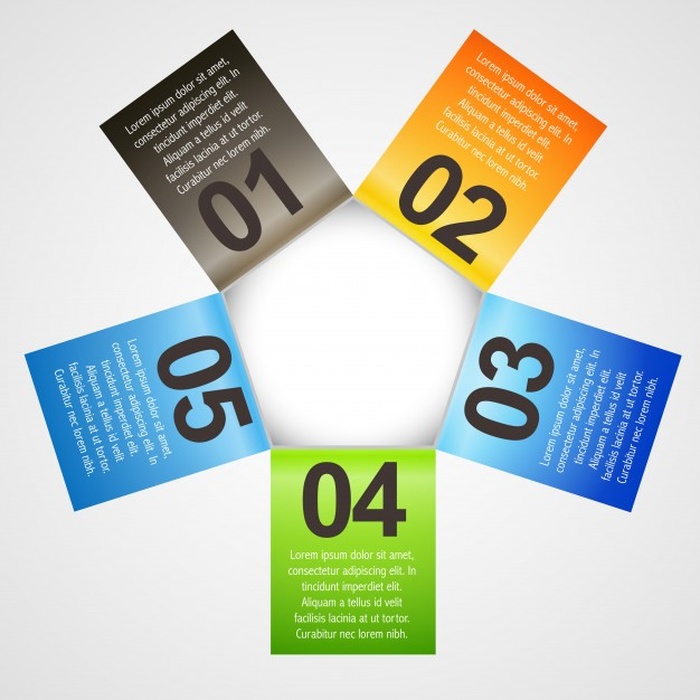 Lorem ipsum dolor sit amet,
consectetur adipiscing elit. In
tincidunt imperdiet elit.
Aliquam a tellus id velit
facilisis lacinia at ut tortor.
Curabitur nec lorem nibh.
01
Lorem ipsum dolor sit amet,
consectetur adipiscing elit. In
tincidunt imperdiet elit.
Aliquam a tellus id velit
facilisis lacinia at ut tortor.
Curabitur nec lorem nibh.
02
03
Lorem ipsum dolor sit amet,
consectetur adipiscing elit. In
tincidunt imperdiet elit.
Aliquam a tellus id velit
facilisis lacinia at ut tortor.
Curabitur nec lorem nibh.
04
Lorem ipsum dolor sit amet,
consectetur adipiscing elit. In
tincidunt imperdiet elit.
Aliquam a tellus id velit
facilisis lacinia at ut tortor.
Curabitur nec lorem nibh.
05
Lorem ipsum dolor sit amet,
consectetur adipiscing elit. In
tincidunt imperdiet elit.
Aliquam a tellus id velit
facilisis lacinia at ut tortor.
Curabitur nec lorem nibh.